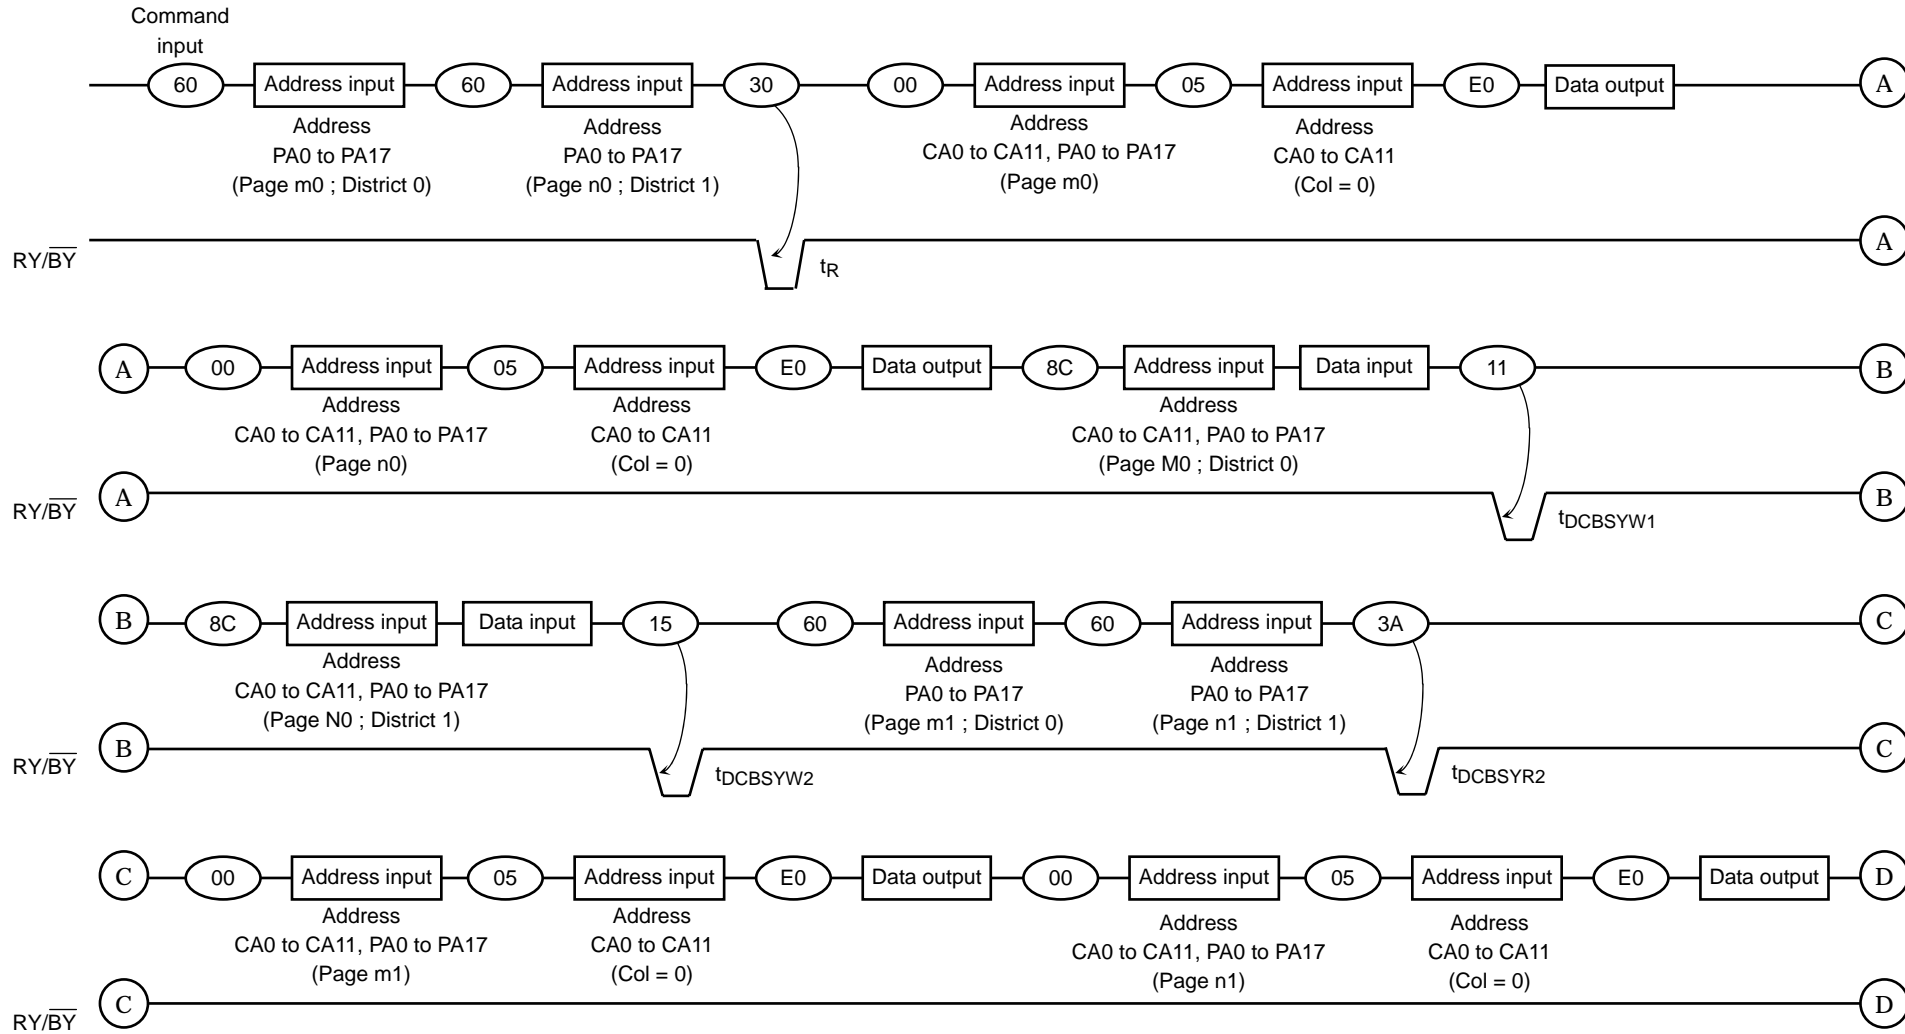 Command
input
60 Address input 60 Address input 30 00 Address input 05 Address input E0 Data output A
Address
PA0 to PA17
(Page m0 ; District 0)
Address
PA0 to PA17
(Page n0 ; District 1)
Address
CA0 to CA11, PA0 to PA17
(Page m0)
Address
CA0 to CA11
(Col = 0)
RY/B̅Y̅ tR A
A 00 Address input 05 Address input E0 Data output 8C Address input Data input 11 B
Address
CA0 to CA11, PA0 to PA17
(Page n0)
Address
CA0 to CA11
(Col = 0)
Address
CA0 to CA11, PA0 to PA17
(Page M0 ; District 0)
RY/B̅Y̅ A tDCBSYW1 B
B 8C Address input Data input 15 60 Address input 60 Address input 3A C
Address
CA0 to CA11, PA0 to PA17
(Page N0 ; District 1)
Address
PA0 to PA17
(Page m1 ; District 0)
Address
PA0 to PA17
(Page n1 ; District 1)
RY/B̅Y̅ B tDCBSYW2 tDCBSYR2 C
C 00 Address input 05 Address input E0 Data output 00 Address input 05 Address input E0 Data output D
Address
CA0 to CA11, PA0 to PA17
(Page m1)
Address
CA0 to CA11
(Col = 0)
Address
CA0 to CA11, PA0 to PA17
(Page n1)
Address
CA0 to CA11
(Col = 0)
RY/B̅Y̅ C D